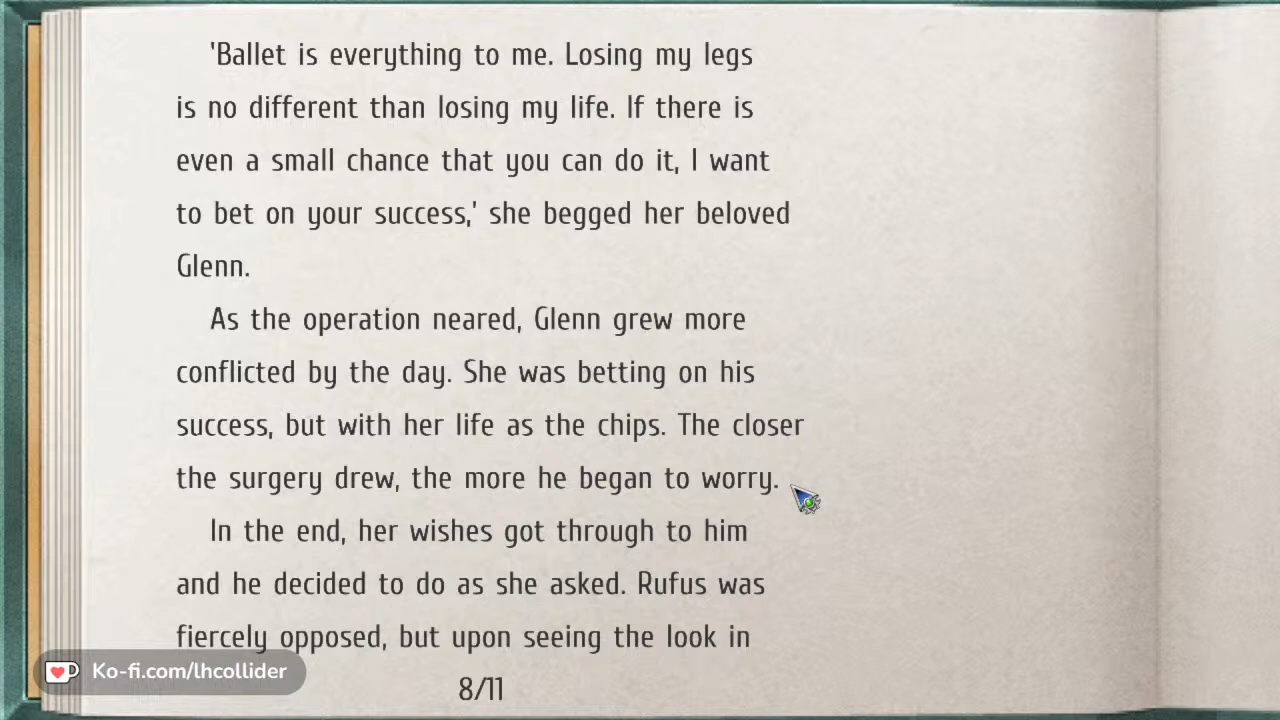 'Ballet is everything to me. Losing my legs
is no different than losing my life. If there is
even a small chance that you can do it, I want
to bet on your success,' she begged her beloved
Glenn.
As the operation neared, Glenn grew more
conflicted by the day. She was betting on his
success, but with her life as the chips. The closer
the surgery drew, the more he began to worry.
In the end, her wishes got through to him
and he decided to do as she asked. Rufus was
fiercely opposed, but upon seeing the look in
Ko-fi.com/lhcollider
8/11